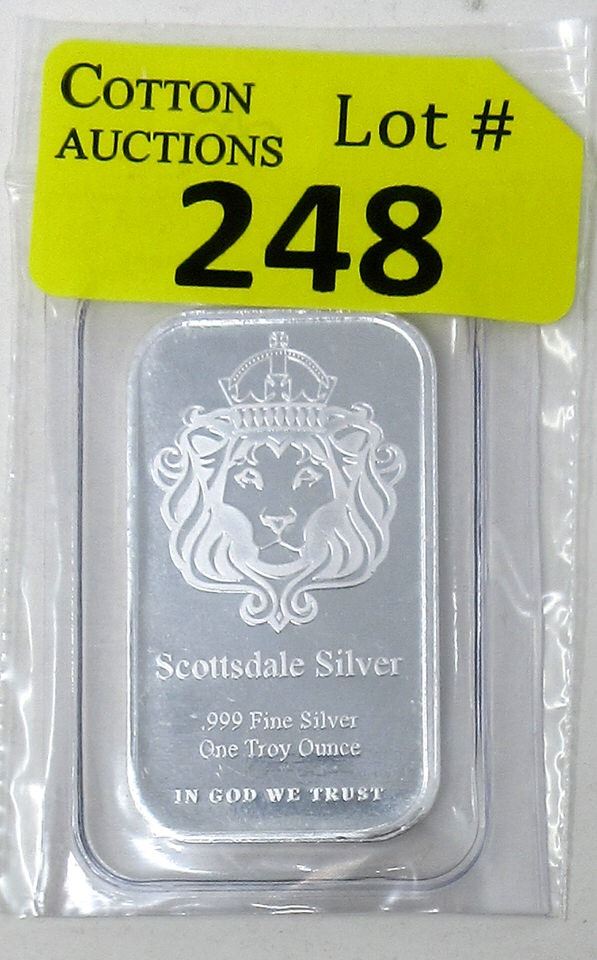 COTTON
AUCTIONS
Lot #
248
Scottsdale Silver
.999 Fine Silver
One Troy Ounce
IN GOD WE TRUST